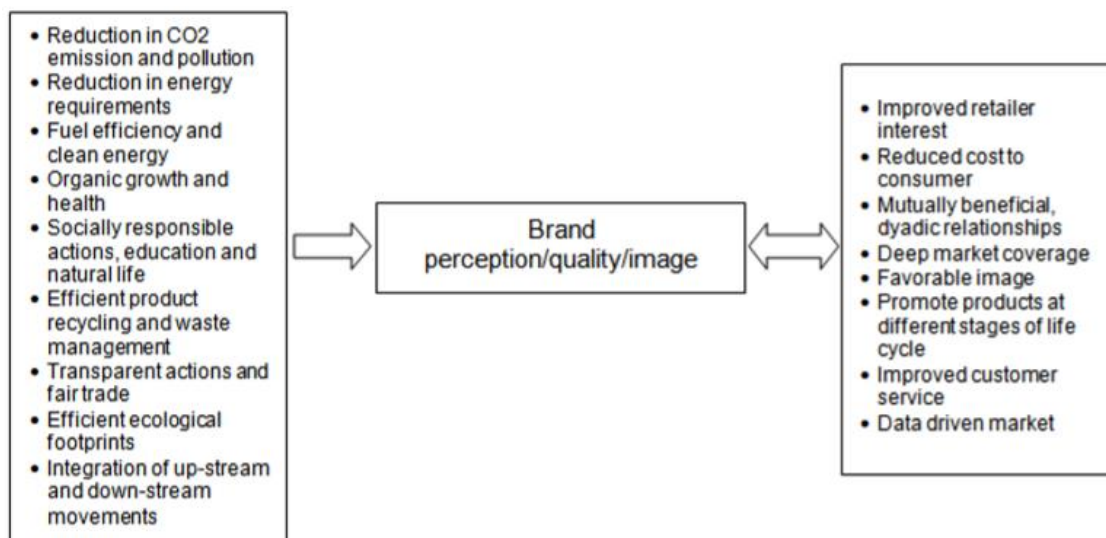 • Reduction in CO2
emission and pollution
• Reduction in energy
requirements
• Fuel efficiency and
clean energy
• Organic growth and
health
• Socially responsible
actions, education and
natural life
• Efficient product
recycling and waste
management
• Transparent actions and
fair trade
• Efficient ecological
footprints
• Integration of up-stream
and down-stream
movements
Brand
perception/quality/image
• Improved retailer
interest
• Reduced cost to
consumer
• Mutually beneficial,
dyadic relationships
• Deep market coverage
• Favorable image
• Promote products at
different stages of life
cycle
• Improved customer
service
• Data driven market